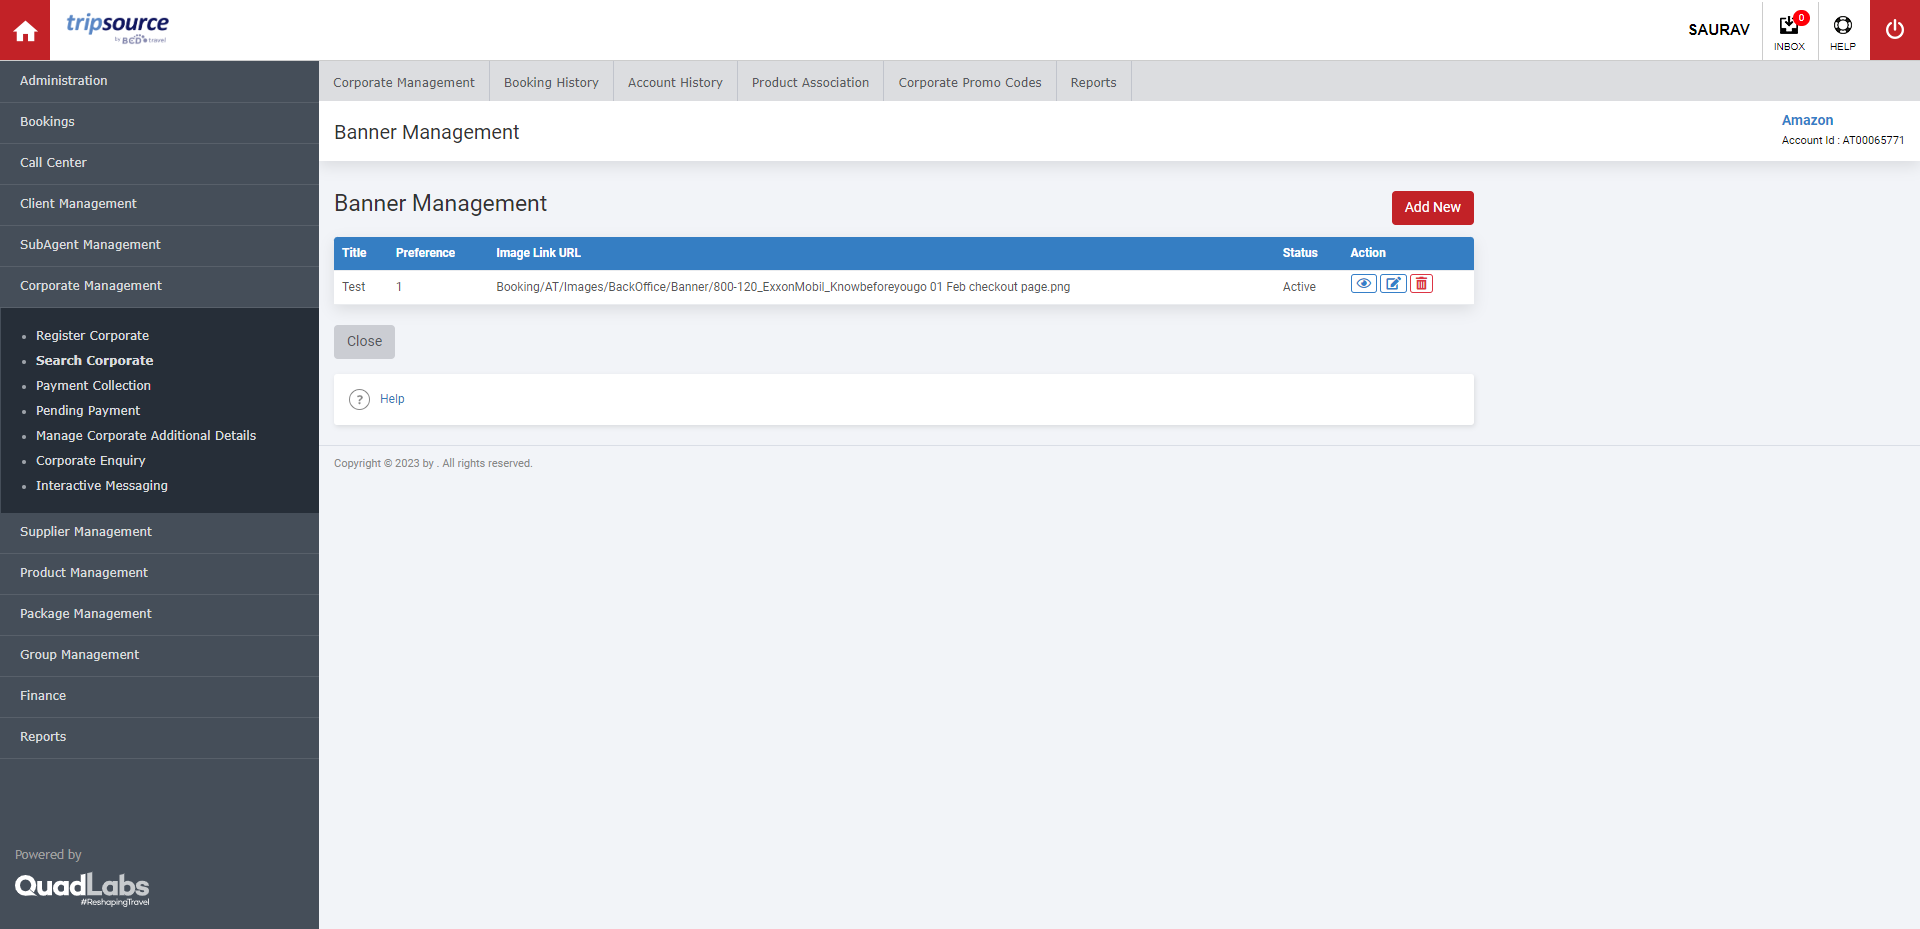 tripsource
by BCD travel
SAURAV
0
INBOX
HELP
Administration
Bookings
Call Center
Client Management
SubAgent Management
Corporate Management
Register Corporate
Search Corporate
Payment Collection
Pending Payment
Manage Corporate Additional Details
Corporate Enquiry
Interactive Messaging
Supplier Management
Product Management
Package Management
Group Management
Finance
Reports
Powered by
QuadLabs
#ReshapingTravel
Corporate Management Booking History Account History Product Association Corporate Promo Codes Reports
Banner Management
Amazon
Account Id : AT00065771
Banner Management
Add New
Title Preference Image Link URL Status Action
Test 1 Booking/AT/Images/BackOffice/Banner/800-120_ExxonMobil_Knowbeforeyougo 01 Feb checkout page.png Active
Close
? Help
Copyright © 2023 by . All rights reserved.